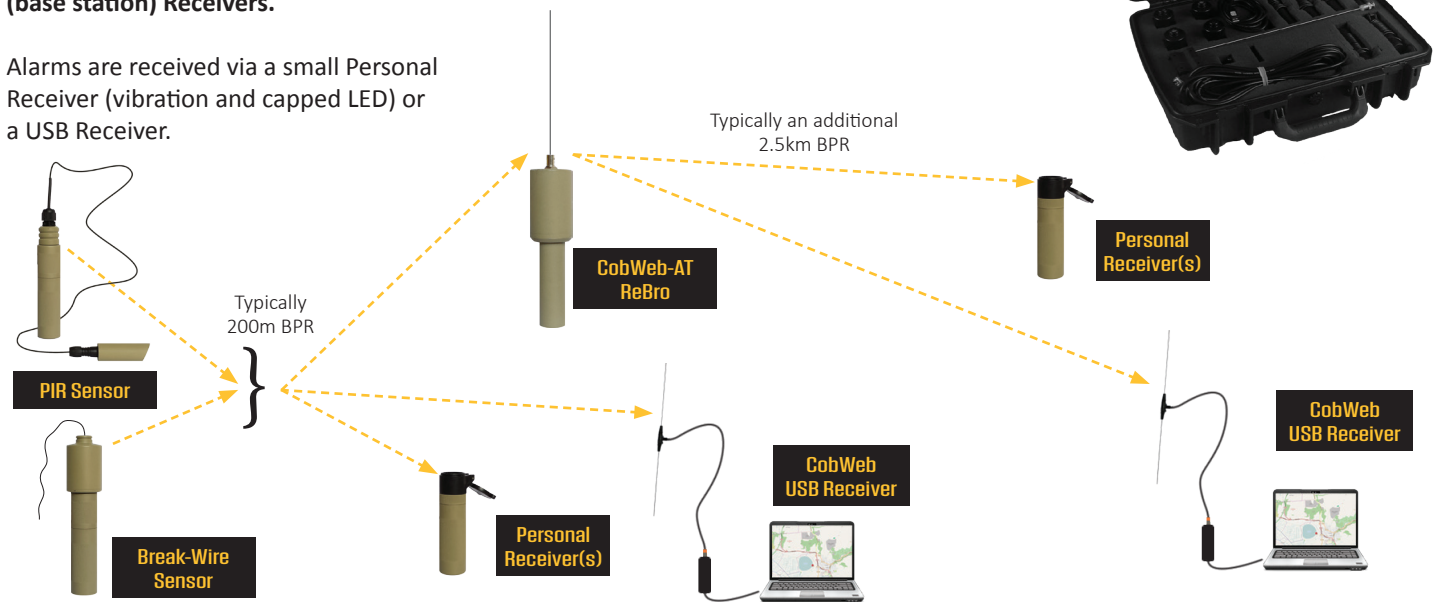 (base station) Receivers.
Alarms are received via a small Personal
Receiver (vibration and capped LED) or
a USB Receiver.
Typically an additional
2.5km BPR
Personal
Receiver(s)
CobWeb-AT
ReBro
Typically
200m BPR
PIR Sensor
CobWeb
USB Receiver
CobWeb
USB Receiver
Personal
Receiver(s)
Break-Wire
Sensor